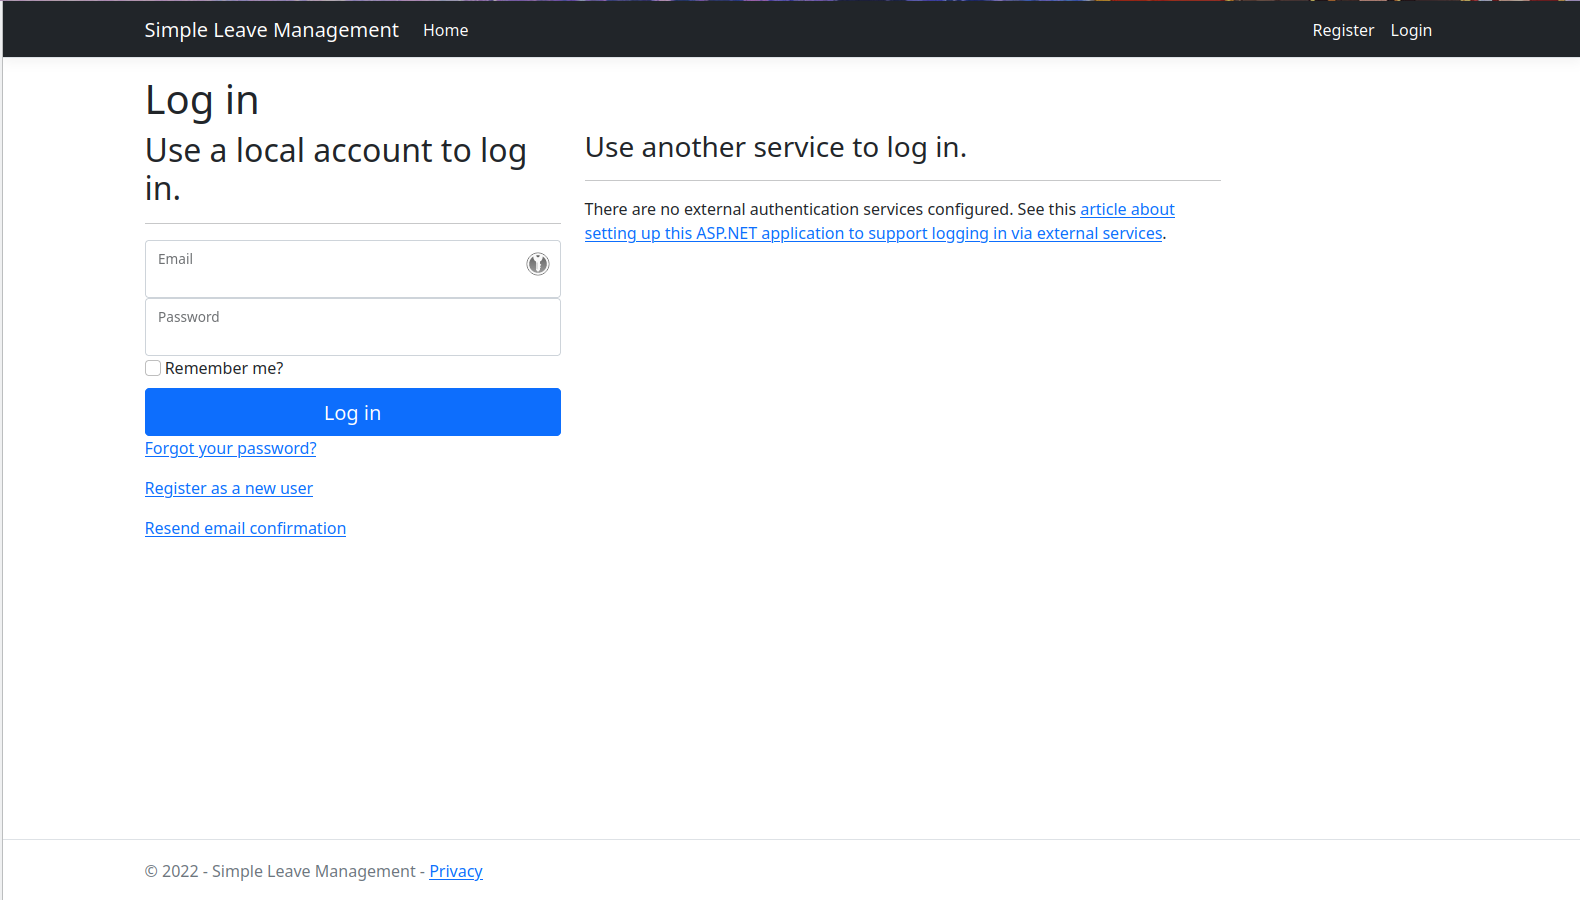 Simple Leave Management Home Register Login
Log in
Use a local account to log
in.
Email
Password
Remember me?
Log in
Forgot your password?
Register as a new user
Resend email confirmation
Use another service to log in.
There are no external authentication services configured. See this article about
setting up this ASP.NET application to support logging in via external services.
© 2022 - Simple Leave Management - Privacy